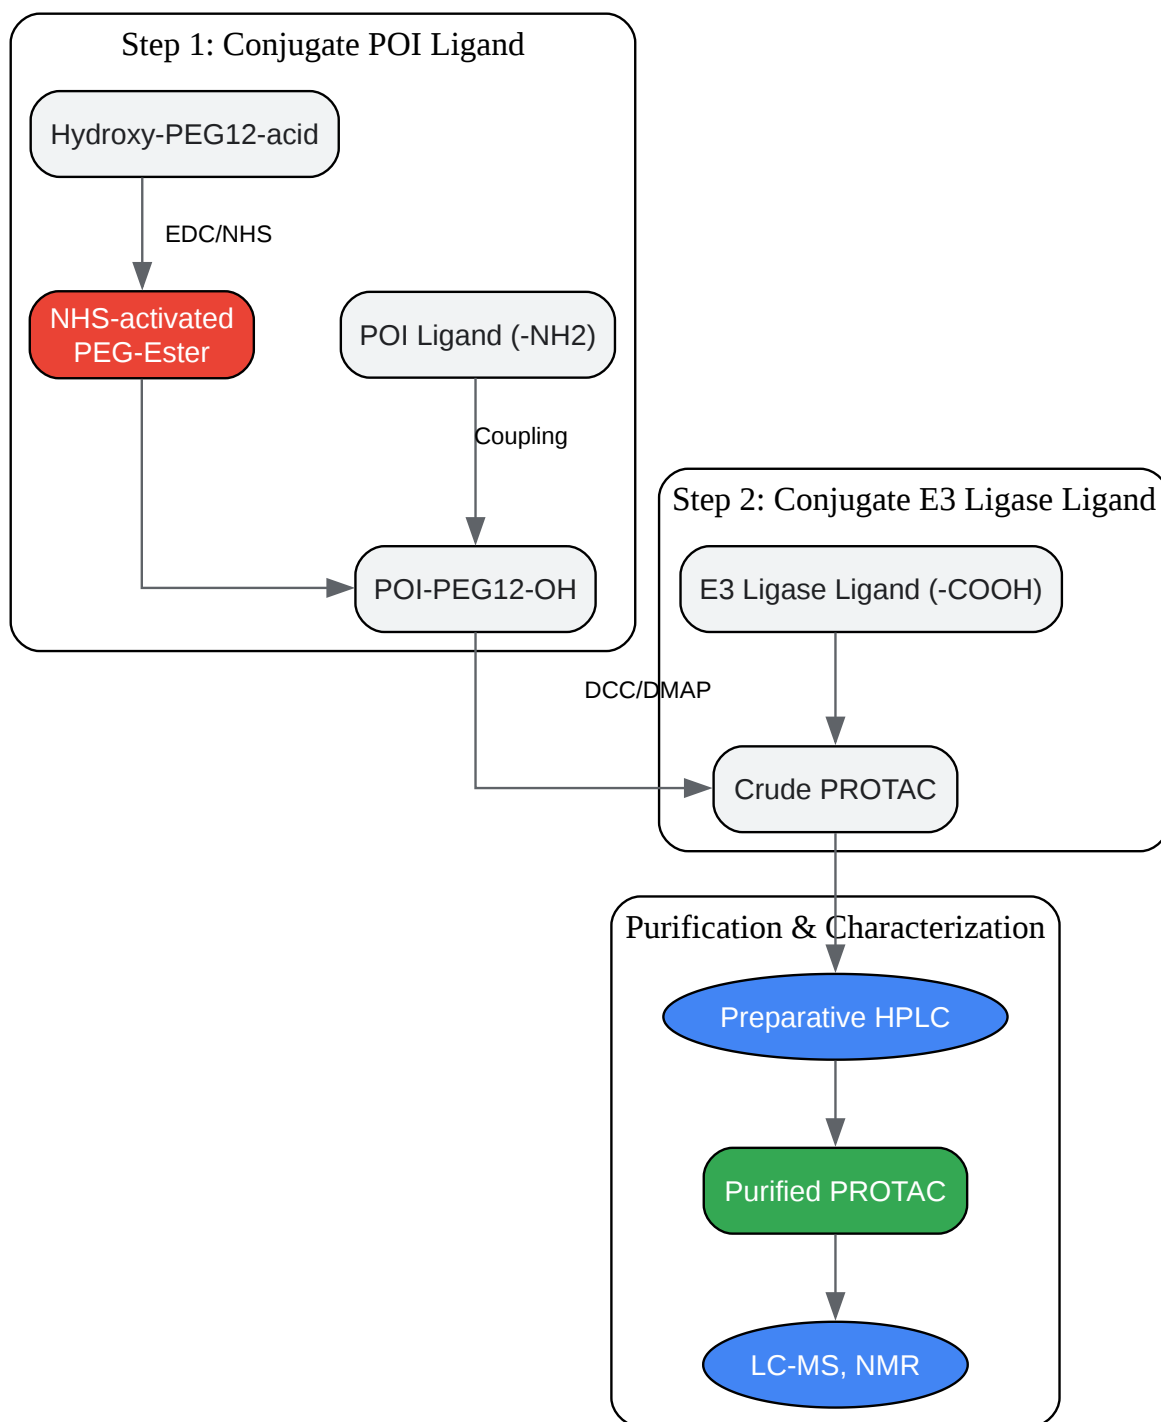 Step 1: Conjugate POI Ligand
Hydroxy-PEG12-acid
EDC/NHS
NHS-activated
PEG-Ester
POI Ligand (-NH2)
Coupling
POI-PEG12-OH
Step 2: Conjugate E3 Ligase Ligand
E3 Ligase Ligand (-COOH)
DCC/DMAP
Crude PROTAC
Purification & Characterization
Preparative HPLC
Purified PROTAC
LC-MS, NMR